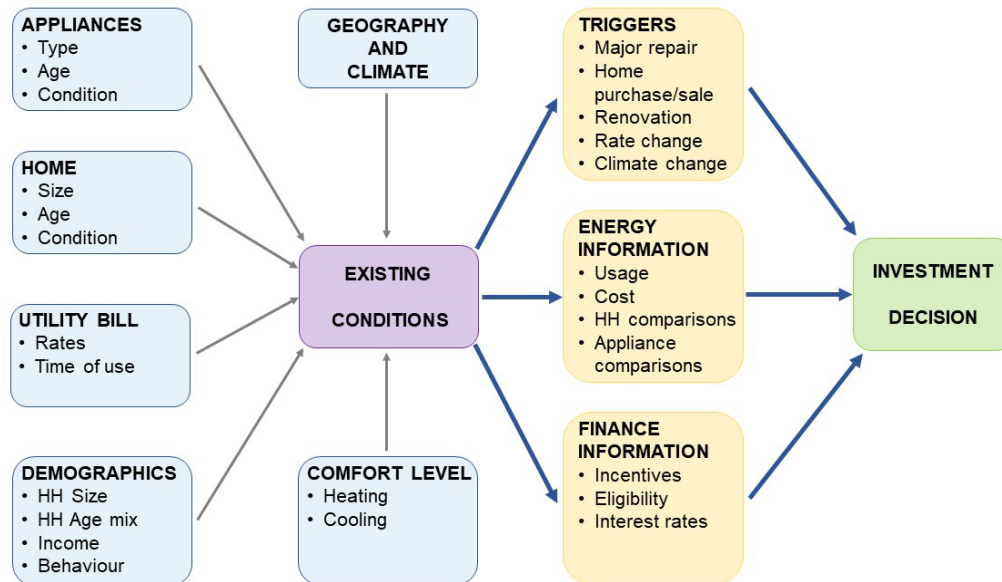 APPLIANCES
• Type
• Age
• Condition
HOME
• Size
• Age
• Condition
UTILITY BILL
• Rates
• Time of use
DEMOGRAPHICS
• HH Size
• HH Age mix
• Income
• Behaviour
GEOGRAPHY
AND
CLIMATE
EXISTING
CONDITIONS
COMFORT LEVEL
• Heating
• Cooling
TRIGGERS
• Major repair
• Home
purchase/sale
• Renovation
• Rate change
• Climate change
ENERGY
INFORMATION
• Usage
• Cost
• HH comparisons
• Appliance
comparisons
FINANCE
INFORMATION
• Incentives
• Eligibility
• Interest rates
INVESTMENT
DECISION